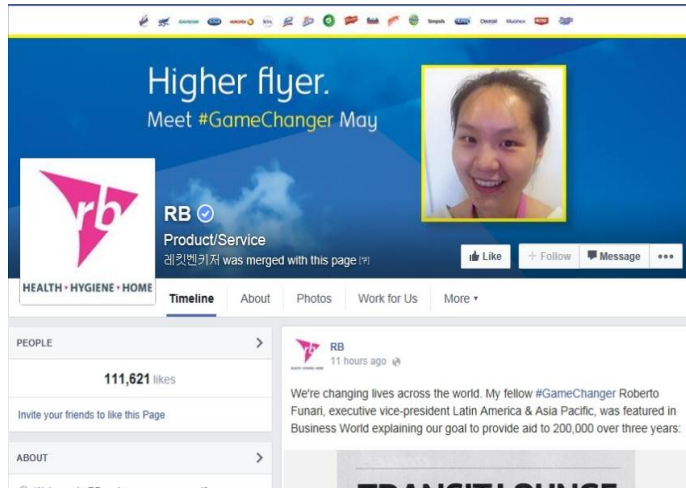 Higher flyer.
Meet #GameChanger May
rb
HEALTH • HYGIENE • HOME
RB
Product/Service
레킷벤키저 was merged with this page [?]
Like
Follow
Message
Timeline About Photos Work for Us More
PEOPLE
111,621 likes
Invite your friends to like this Page
ABOUT
rb
RB
11 hours ago
We're changing lives across the world. My fellow #GameChanger Roberto
Funari, executive vice-president Latin America & Asia Pacific, was featured in
Business World explaining our goal to provide aid to 200,000 over three years:
TRANSIT LOUNGE